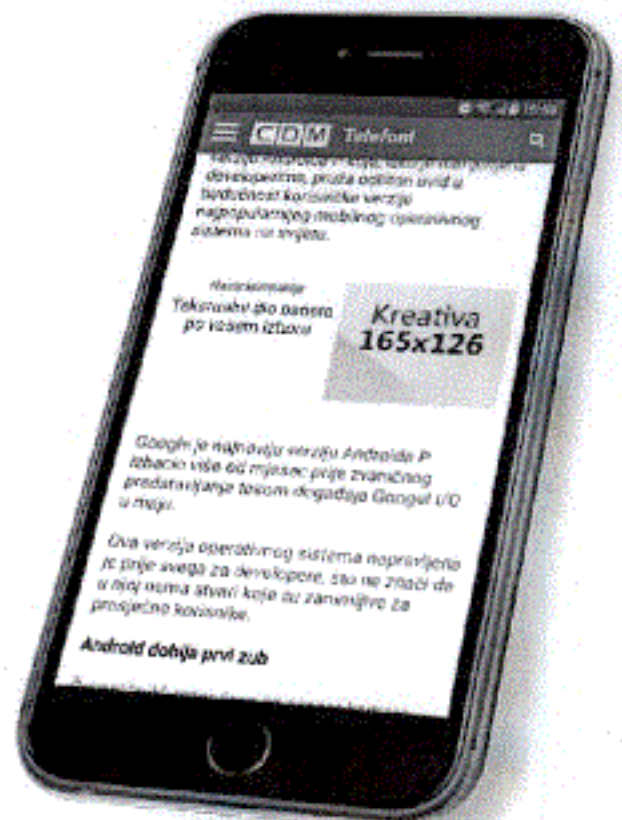 CDM Telefoni
developerima, pruža odličan uvid u
budućnost korisničke verzije
najpopularnijeg mobilnog operativnog
sistema na svijetu.
Tekstualni dio banera
po vašem izboru
Kreativa
165x126
Google je najnoviju verziju Androida P
izbacio više od mjesec prije zvaničnog
predstavljanja tokom događaja Googul I/O
u maju.
Ova verzija operativnog sistema napravljena
je prije svega za developere, što ne znači da
u njoj nema stvari koje su zanimljive za
prosječne korisnike.
Android dobija prvi zub